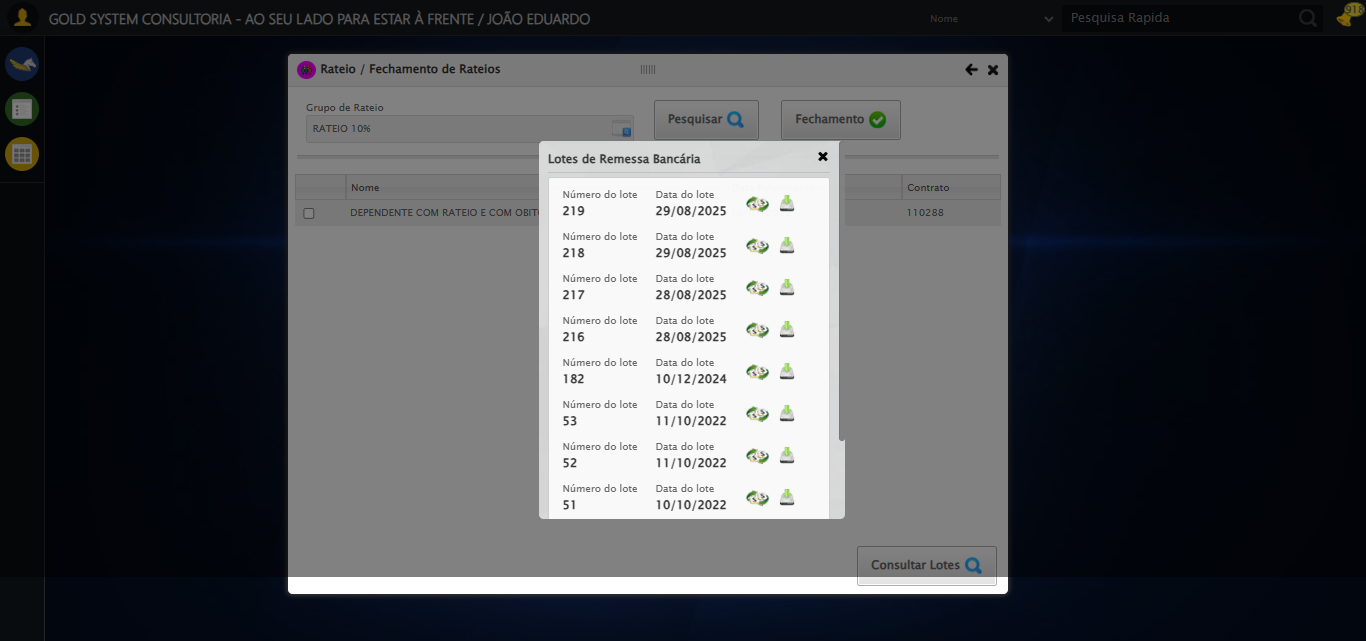 GOLD SYSTEM CONSULTORIA - AO SEU LADO PARA ESTAR À FRENTE / JOÃO EDUARDO
Nome
Pesquisa Rapida
918
Rateio / Fechamento de Rateios
Grupo de Rateio
RATEIO 10%
Pesquisar
Fechamento
Nome
Contrato
DEPENDENTE COM RATEIO E COM OBIT
110288
Lotes de Remessa Bancária
Número do lote Data do lote
219 29/08/2025
Número do lote Data do lote
218 29/08/2025
Número do lote Data do lote
217 28/08/2025
Número do lote Data do lote
216 28/08/2025
Número do lote Data do lote
182 10/12/2024
Número do lote Data do lote
53 11/10/2022
Número do lote Data do lote
52 11/10/2022
Número do lote Data do lote
51 10/10/2022
Consultar Lotes